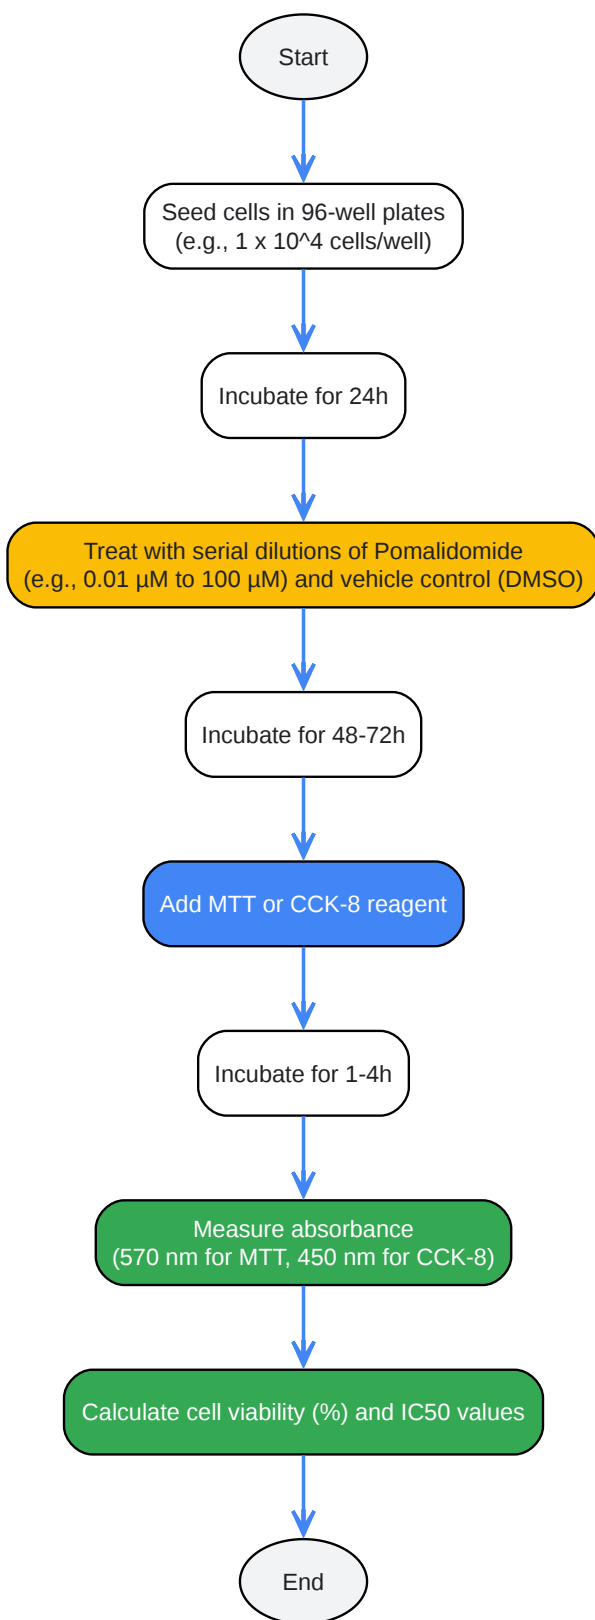 Start
Seed cells in 96-well plates
(e.g., 1 x 10^4 cells/well)
Incubate for 24h
Treat with serial dilutions of Pomalidomide
(e.g., 0.01 µM to 100 µM) and vehicle control (DMSO)
Incubate for 48-72h
Add MTT or CCK-8 reagent
Incubate for 1-4h
Measure absorbance
(570 nm for MTT, 450 nm for CCK-8)
Calculate cell viability (%) and IC50 values
End